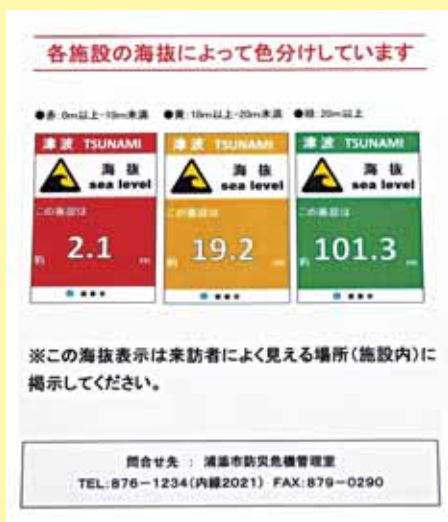 各施設の海抜によって色分けしています
●赤:0m以上-10m未満 ●黄:10m以上-20m未満 ●緑:20m以上
津波 TSUNAMI
海抜
sea level
この施設は
約 2.1 m
津波 TSUNAMI
海抜
sea level
この施設は
約 19.2 m
津波 TSUNAMI
海抜
sea level
この施設は
約 101.3 m
※この海抜表示は来訪者によく見える場所(施設内)に
掲示してください。
問合せ先 : 浦添市防災危機管理室
TEL:876-1234(内線2021) FAX:879-0290